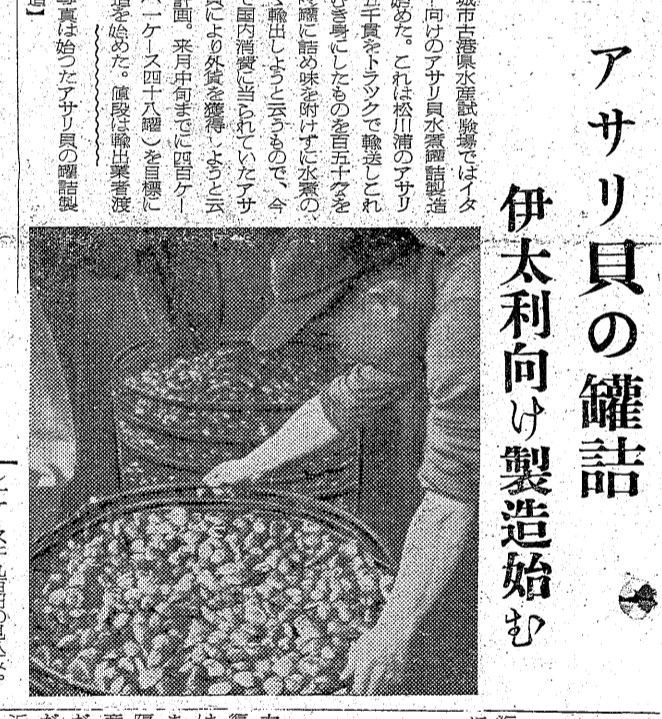 アサリ貝の罐詰
伊太利向け製造始む
城市古港県水産試験場ではイタ
向けのアサリ貝水煮罐詰製造
始めた。これは松川浦のアサリ
五千貫をトラックで輸送しこれ
むき身にしたものを百五十匁を
罐に詰め味を附けずに水煮の
輸出しようと云うもので、今
で国内消費に当られていたアサ
貝により外貨を獲得しようと云
計画。来月中旬までに四百ケー
一ケース四十八罐)を目標に
造を始めた。値段は輸出業者渡
写真は始つたアサリ貝の罐詰製
造】